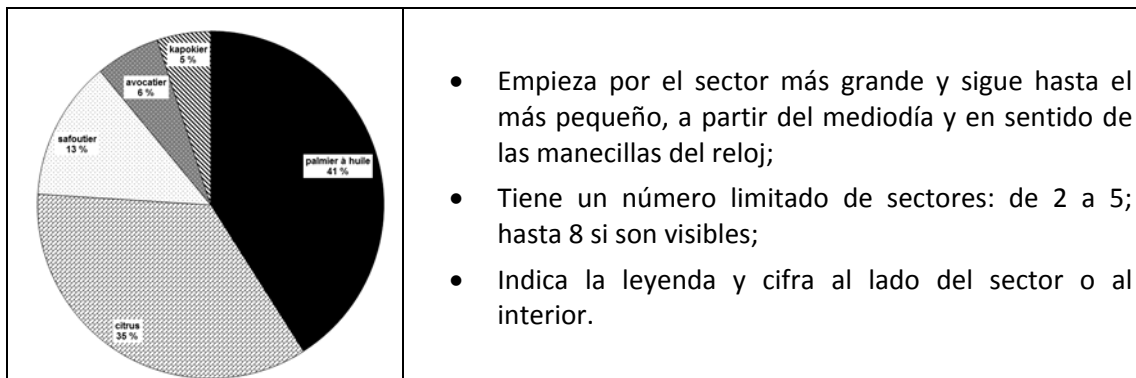 kapokier
5 %
avocatier
6 %
safoutier
13 %
palmier à huile
41 %
citrus
35 %
• Empieza por el sector más grande y sigue hasta el
más pequeño, a partir del mediodía y en sentido de
las manecillas del reloj;
• Tiene un número limitado de sectores: de 2 a 5;
hasta 8 si son visibles;
• Indica la leyenda y cifra al lado del sector o al
interior.